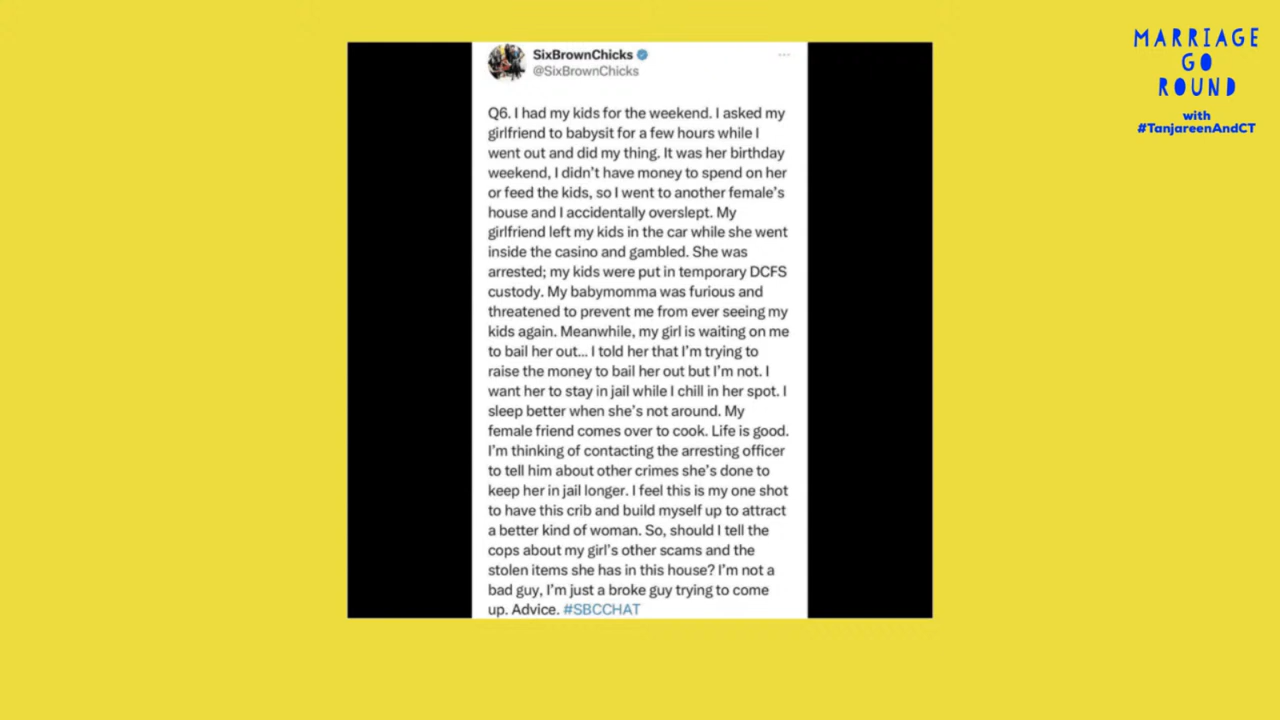 SixBrownChicks
@SixBrownChicks
Q6. I had my kids for the weekend. I asked my
girlfriend to babysit for a few hours while I
went out and did my thing. It was her birthday
weekend, I didn't have money to spend on her
or feed the kids, so I went to another female's
house and I accidentally overslept. My
girlfriend left my kids in the car while she went
inside the casino and gambled. She was
arrested; my kids were put in temporary DCFS
custody. My babymomma was furious and
threatened to prevent me from ever seeing my
kids again. Meanwhile, my girl is waiting on me
to bail her out... I told her that I'm trying to
raise the money to bail her out but I'm not. I
want her to stay in jail while I chill in her spot. I
sleep better when she's not around. My
female friend comes over to cook. Life is good.
I'm thinking of contacting the arresting officer
to tell him about other crimes she's done to
keep her in jail longer. I feel this is my one shot
to have this crib and build myself up to attract
a better kind of woman. So, should I tell the
cops about my girl's other scams and the
stolen items she has in this house? I'm not a
bad guy, I'm just a broke guy trying to come
up. Advice. #SBCCHAT
MARRIAGE
GO
ROUND
with
#TanjareenAndCT